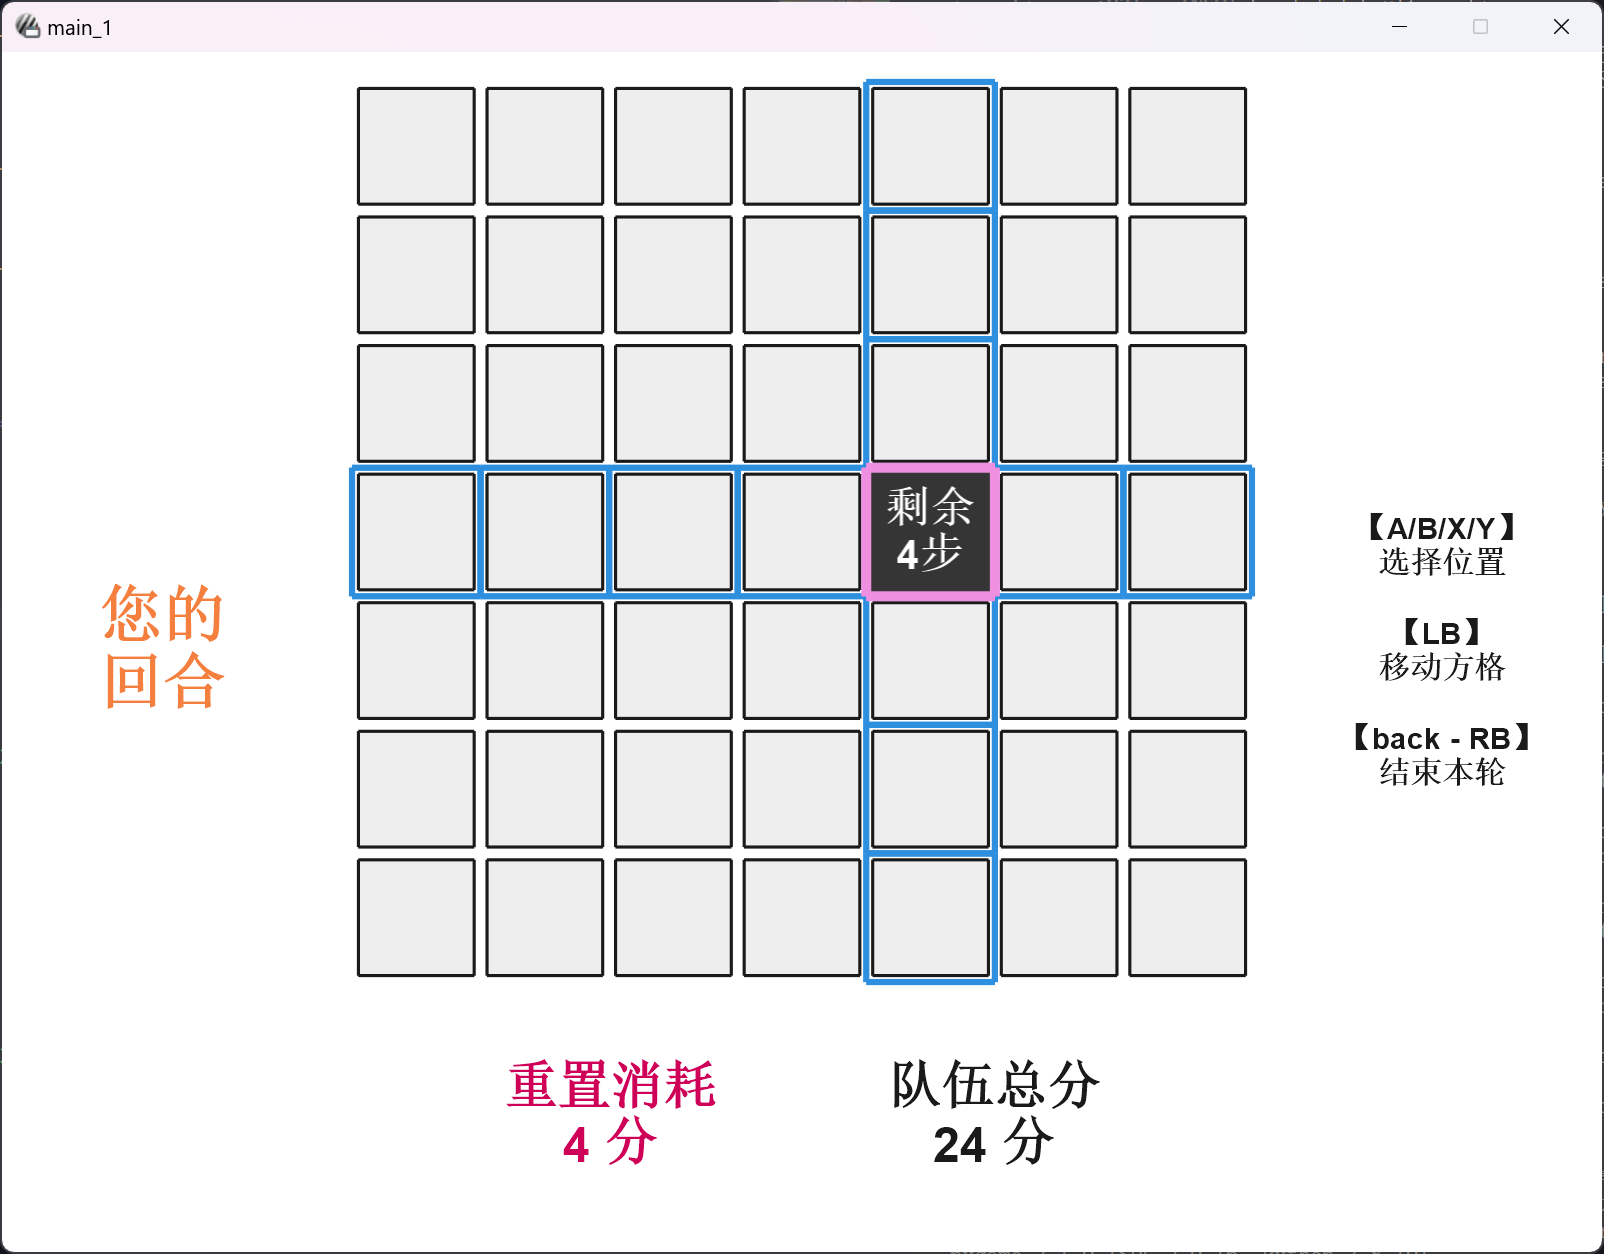 main_1
剩余
4步
您的
回合
【A/B/X/Y】
选择位置
【LB】
移动方格
【back - RB】
结束本轮
重置消耗
4 分
队伍总分
24 分